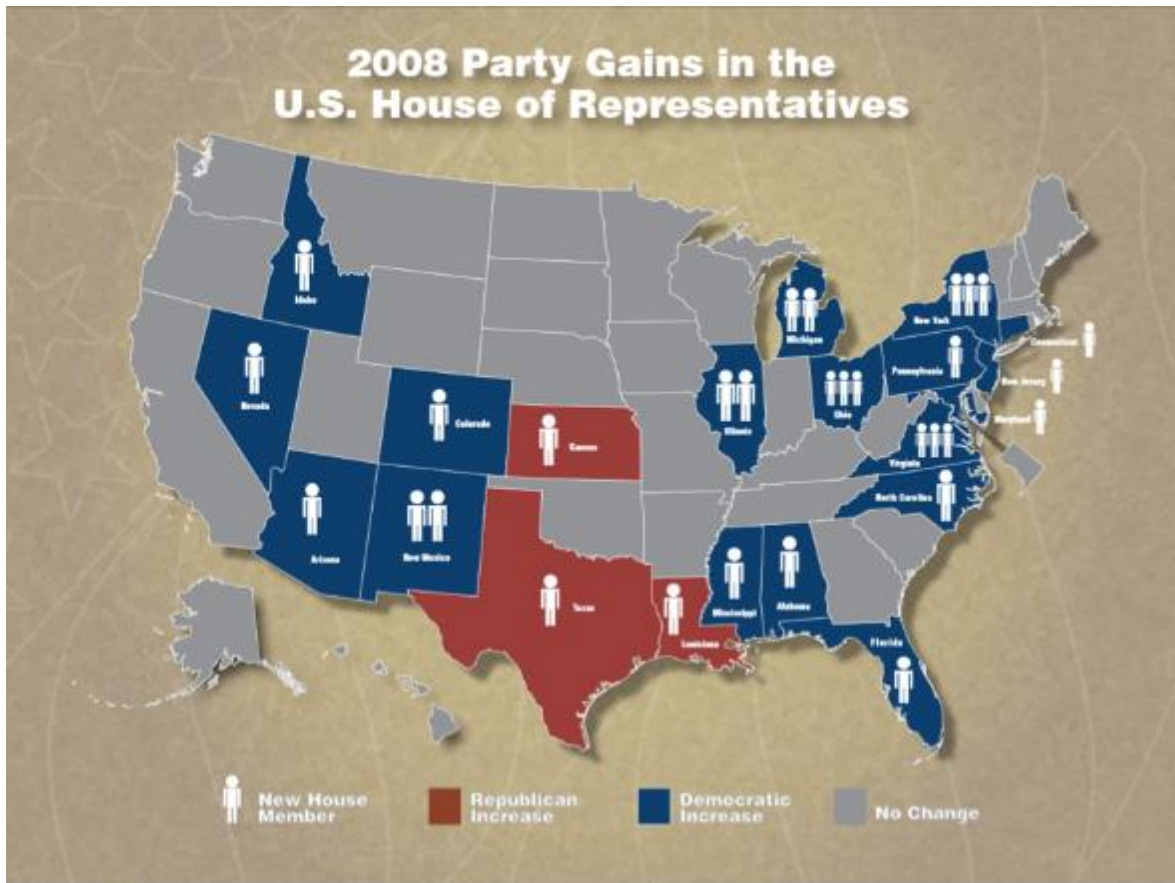 2008 Party Gains in the
U.S. House of Representatives
Idaho
Michigan
New York
Connecticut
Nevada
Pennsylvania
New Jersey
Colorado
Illinois
Ohio
Maryland
Kansas
Virginia
North Carolina
Arizona
New Mexico
Texas
Mississippi
Alabama
Louisiana
Florida
New House
Member
Republican
Increase
Democratic
Increase
No Change